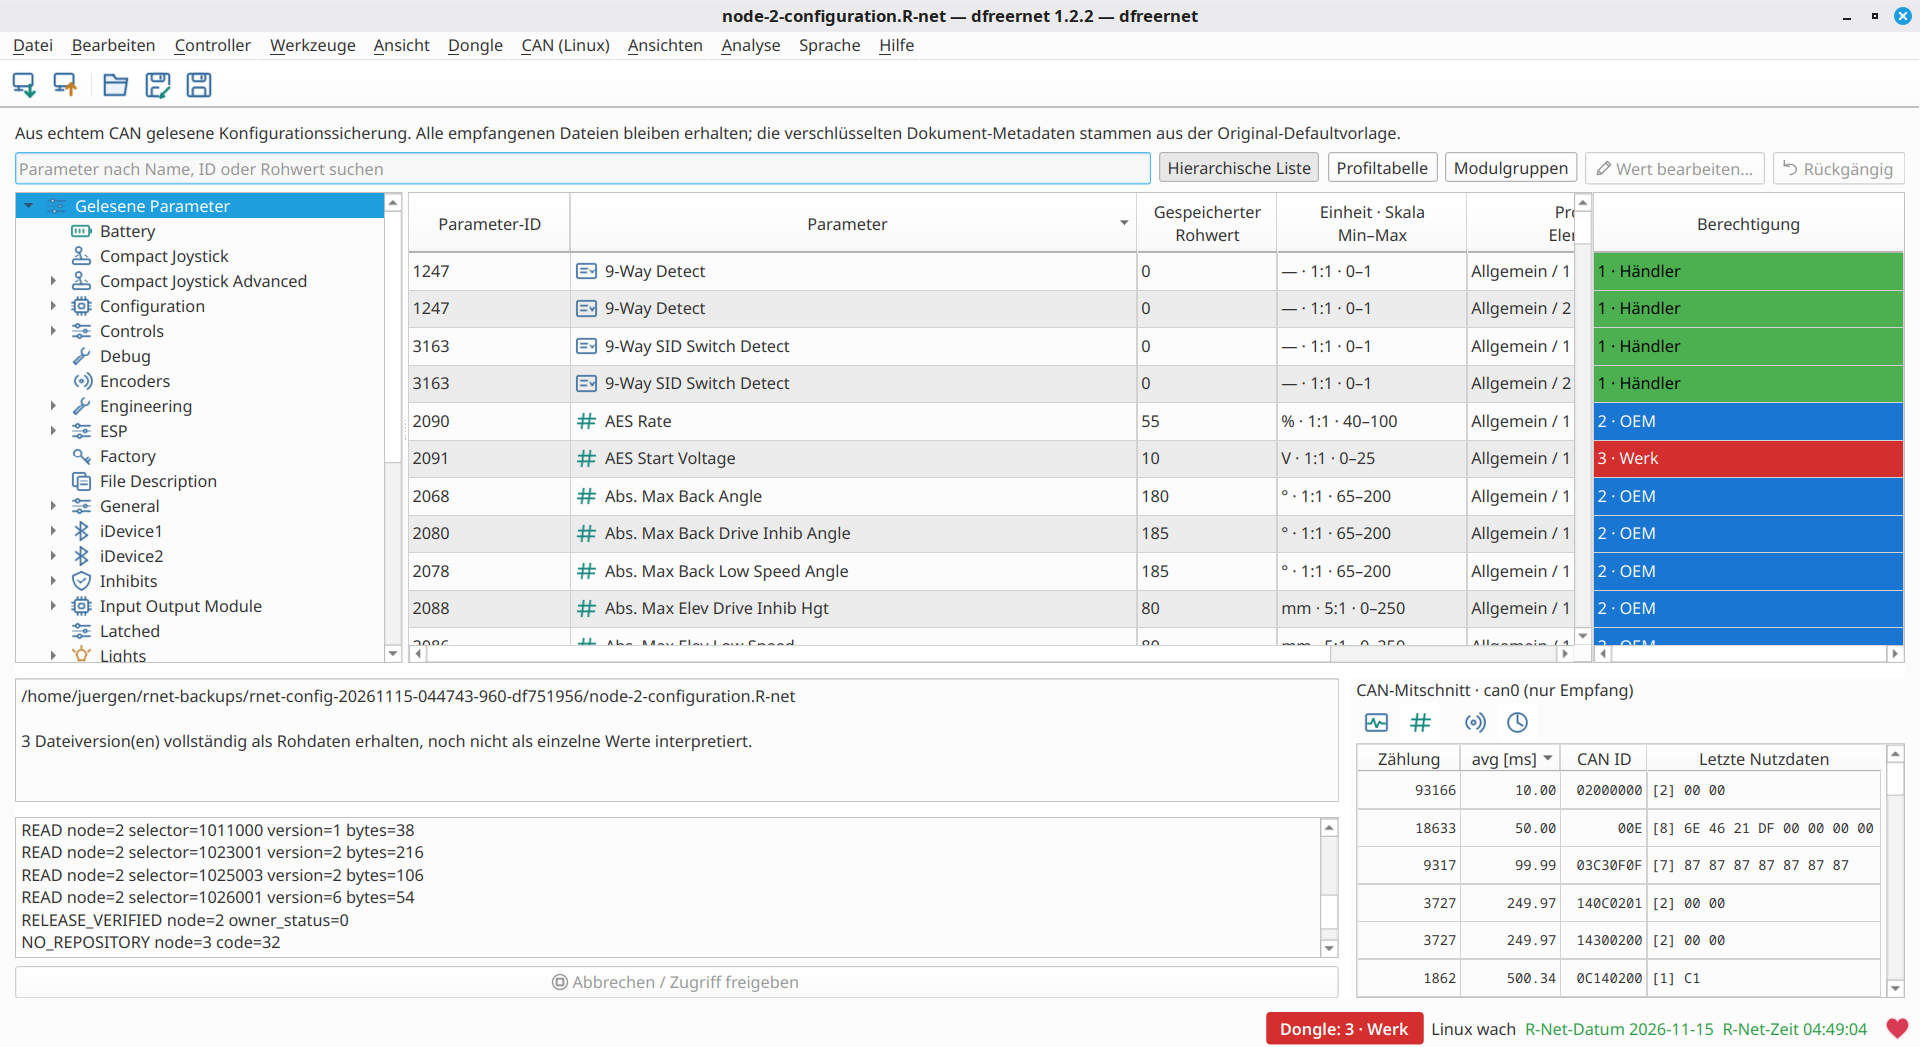 node-2-configuration.R-net — dfreernet 1.2.2 — dfreernet
Datei Bearbeiten Controller Werkzeuge Ansicht Dongle CAN (Linux) Ansichten Analyse Sprache Hilfe
Aus echtem CAN gelesene Konfigurationssicherung. Alle empfangenen Dateien bleiben erhalten; die verschlüsselten Dokument-Metadaten stammen aus der Original-Defaultvorlage.
Parameter nach Name, ID oder Rohwert suchen
Hierarchische Liste Profiltabelle Modulgruppen Wert bearbeiten... Rückgängig
Gelesene Parameter
Battery
Compact Joystick
Compact Joystick Advanced
Configuration
Controls
Debug
Encoders
Engineering
ESP
Factory
File Description
General
iDevice1
iDevice2
Inhibits
Input Output Module
Latched
Lights
Parameter-ID Parameter Gespeicherter Rohwert Einheit · Skala Min–Max Berechtigung
1247 9-Way Detect 0 — · 1:1 · 0–1 Allgemein / 1 1 · Händler
1247 9-Way Detect 0 — · 1:1 · 0–1 Allgemein / 2 1 · Händler
3163 9-Way SID Switch Detect 0 — · 1:1 · 0–1 Allgemein / 1 1 · Händler
3163 9-Way SID Switch Detect 0 — · 1:1 · 0–1 Allgemein / 2 1 · Händler
2090 AES Rate 55 % · 1:1 · 40–100 Allgemein / 1 2 · OEM
2091 AES Start Voltage 10 V · 1:1 · 0–25 Allgemein / 1 3 · Werk
2068 Abs. Max Back Angle 180 ° · 1:1 · 65–200 Allgemein / 1 2 · OEM
2080 Abs. Max Back Drive Inhib Angle 185 ° · 1:1 · 65–200 Allgemein / 1 2 · OEM
2078 Abs. Max Back Low Speed Angle 185 ° · 1:1 · 65–200 Allgemein / 1 2 · OEM
2088 Abs. Max Elev Drive Inhib Hgt 80 mm · 5:1 · 0–250 Allgemein / 1 2 · OEM
/home/juergen/rnet-backups/rnet-config-20261115-044743-960-df751956/node-2-configuration.R-net
3 Dateiversion(en) vollständig als Rohdaten erhalten, noch nicht als einzelne Werte interpretiert.
READ node=2 selector=1011000 version=1 bytes=38
READ node=2 selector=1023001 version=2 bytes=216
READ node=2 selector=1025003 version=2 bytes=106
READ node=2 selector=1026001 version=6 bytes=54
RELEASE_VERIFIED node=2 owner_status=0
NO_REPOSITORY node=3 code=32
Abbrechen / Zugriff freigeben
CAN-Mitschnitt · can0 (nur Empfang)
Zählung avg [ms] CAN ID Letzte Nutzdaten
93166 10.00 02000000 [2] 00 00
18633 50.00 00E [8] 6E 46 21 DF 00 00 00 00
9317 99.99 03C30F0F [7] 87 87 87 87 87 87 87
3727 249.97 140C0201 [2] 00 00
3727 249.97 14300200 [2] 00 00
1862 500.34 0C140200 [1] C1
Dongle: 3 · Werk Linux wach R-Net-Datum 2026-11-15 R-Net-Zeit 04:49:04